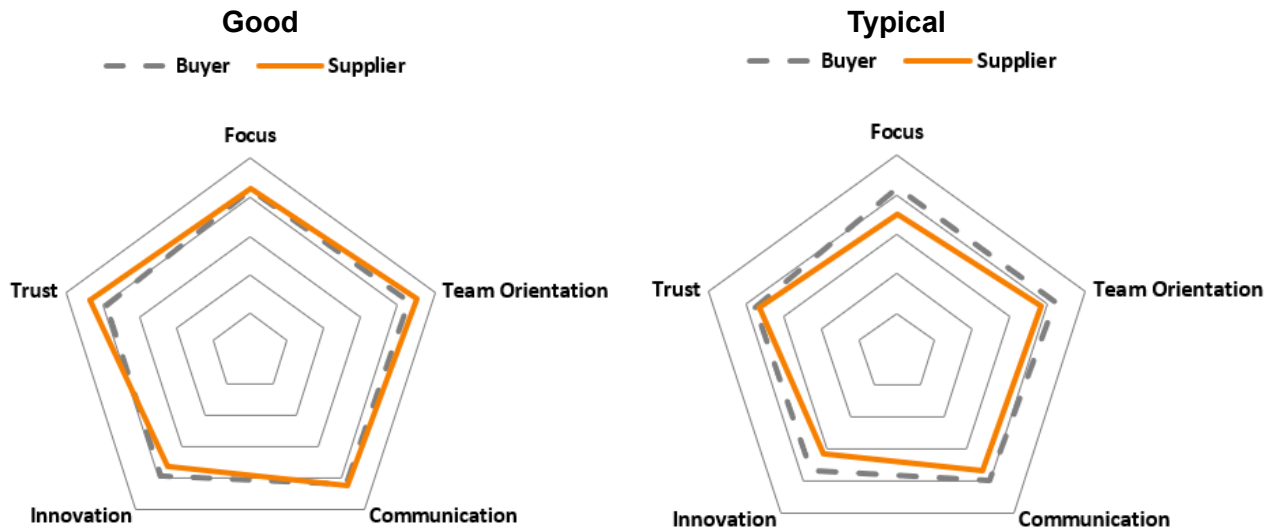 Good
Buyer Supplier
Focus
Trust
Team Orientation
Innovation
Communication
Typical
Buyer Supplier
Focus
Trust
Team Orientation
Innovation
Communication